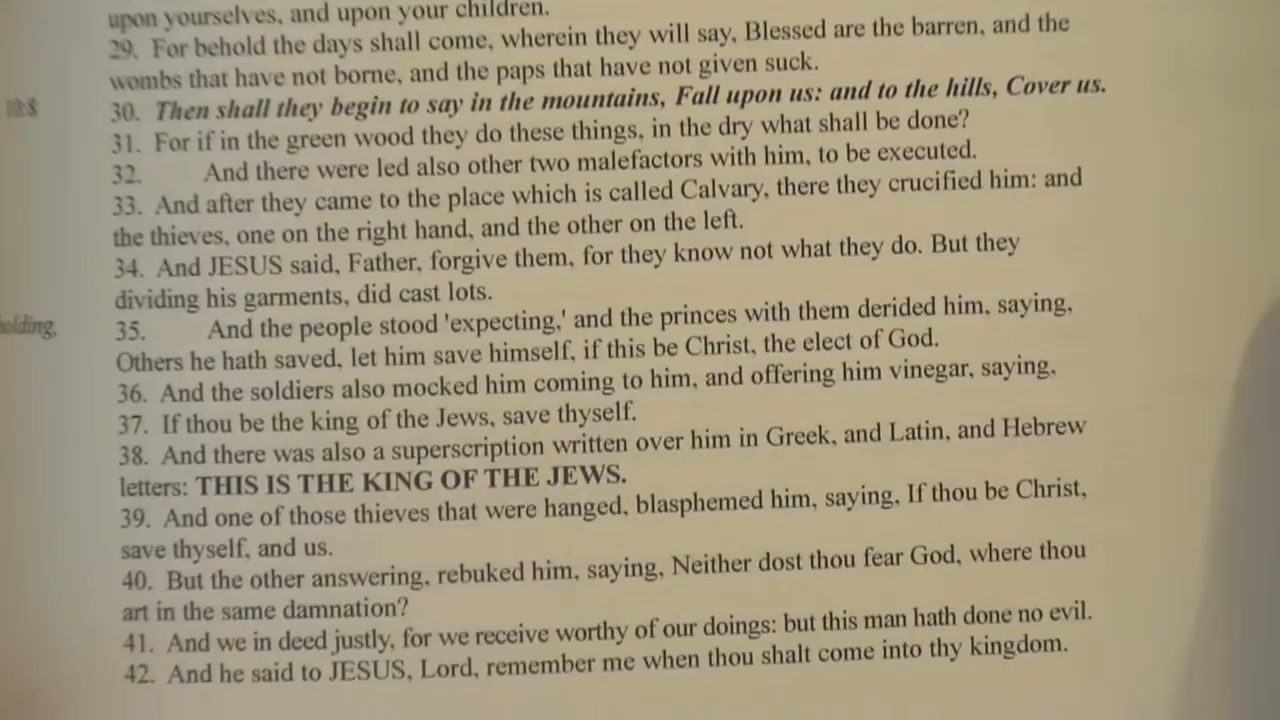 upon yourselves, and upon your children.
29. For behold the days shall come, wherein they will say, Blessed are the barren, and the
wombs that have not borne, and the paps that have not given suck.
30. Then shall they begin to say in the mountains, Fall upon us: and to the hills, Cover us.
31. For if in the green wood they do these things, in the dry what shall be done?
32. And there were led also other two malefactors with him, to be executed.
33. And after they came to the place which is called Calvary, there they crucified him: and
the thieves, one on the right hand, and the other on the left.
34. And JESUS said, Father, forgive them, for they know not what they do. But they
dividing his garments, did cast lots.
35. And the people stood 'expecting,' and the princes with them derided him, saying,
Others he hath saved, let him save himself, if this be Christ, the elect of God.
36. And the soldiers also mocked him coming to him, and offering him vinegar, saying,
37. If thou be the king of the Jews, save thyself.
38. And there was also a superscription written over him in Greek, and Latin, and Hebrew
letters: THIS IS THE KING OF THE JEWS.
39. And one of those thieves that were hanged, blasphemed him, saying, If thou be Christ,
save thyself, and us.
40. But the other answering, rebuked him, saying, Neither dost thou fear God, where thou
art in the same damnation?
41. And we in deed justly, for we receive worthy of our doings: but this man hath done no evil.
42. And he said to JESUS, Lord, remember me when thou shalt come into thy kingdom.